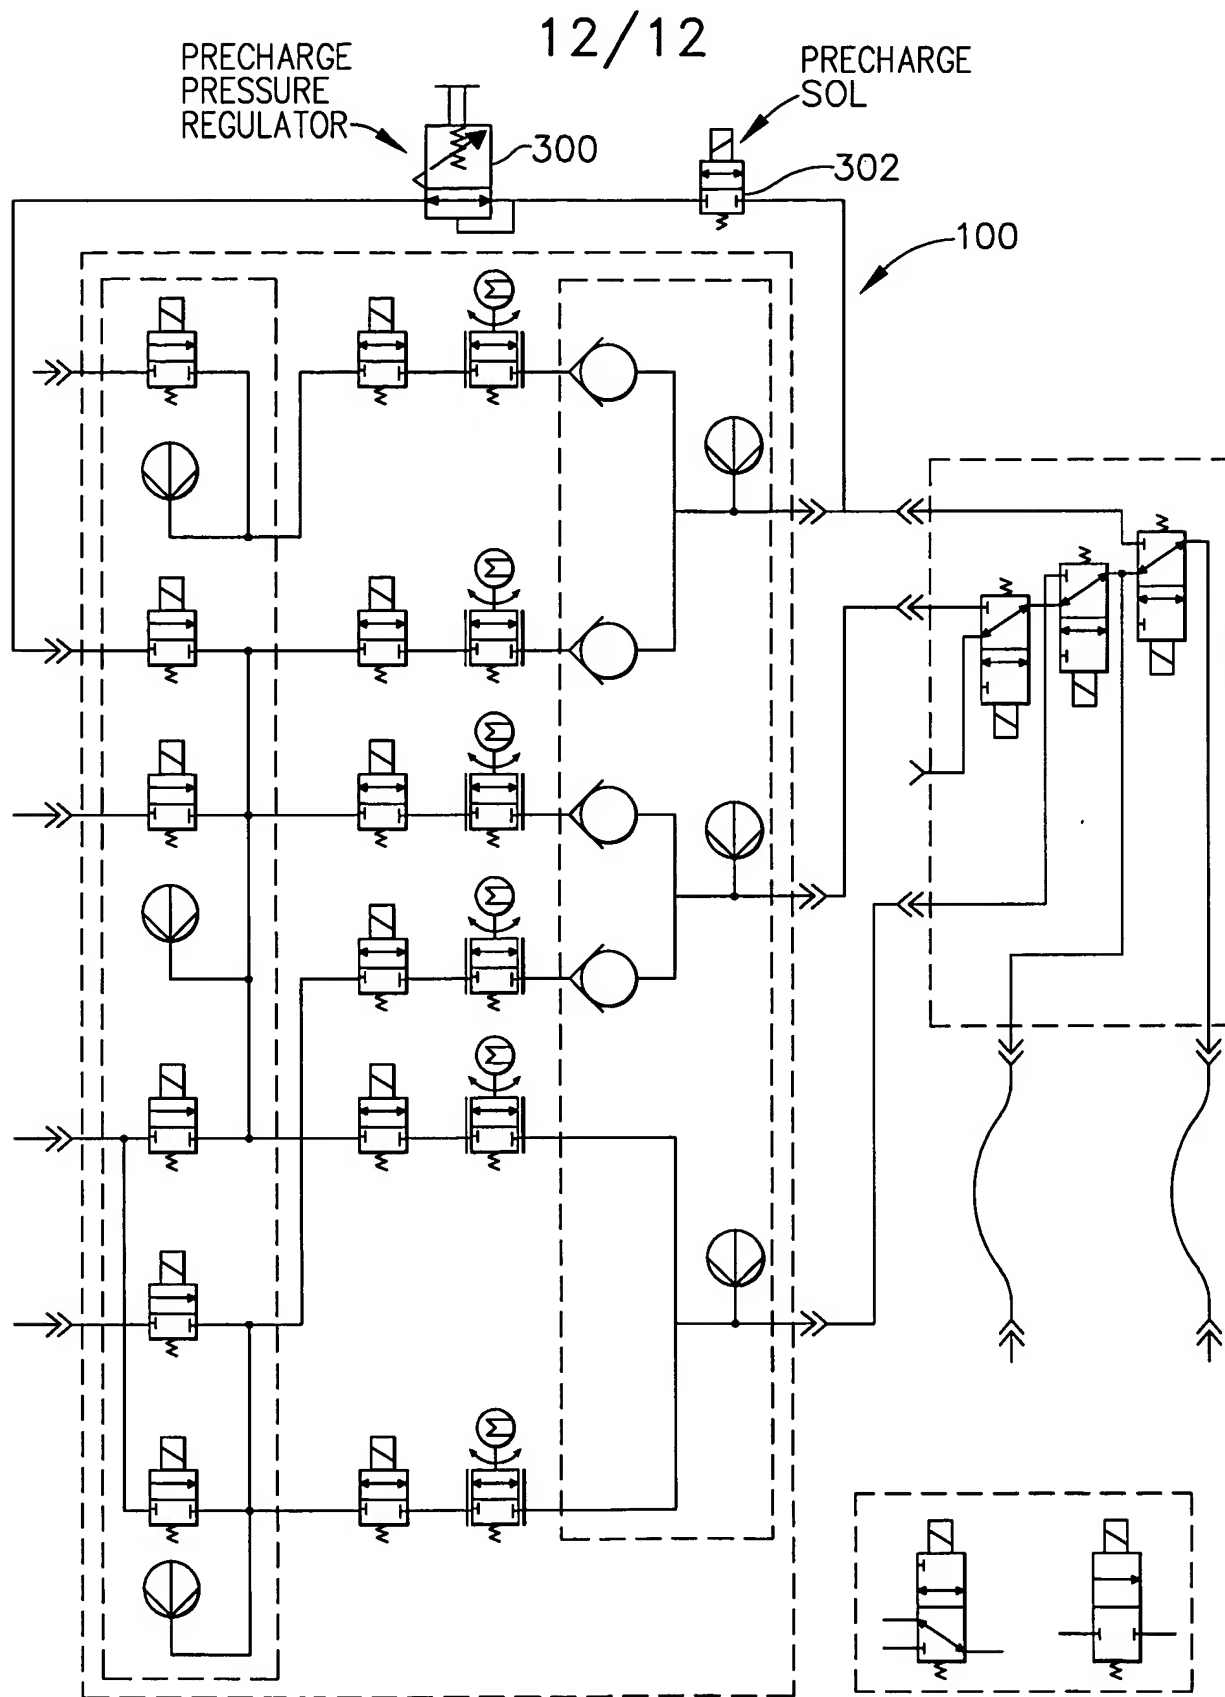 12/12
PRECHARGE
PRESSURE
REGULATOR
300
PRECHARGE
SOL
302
100
M
M
M
M
M
M